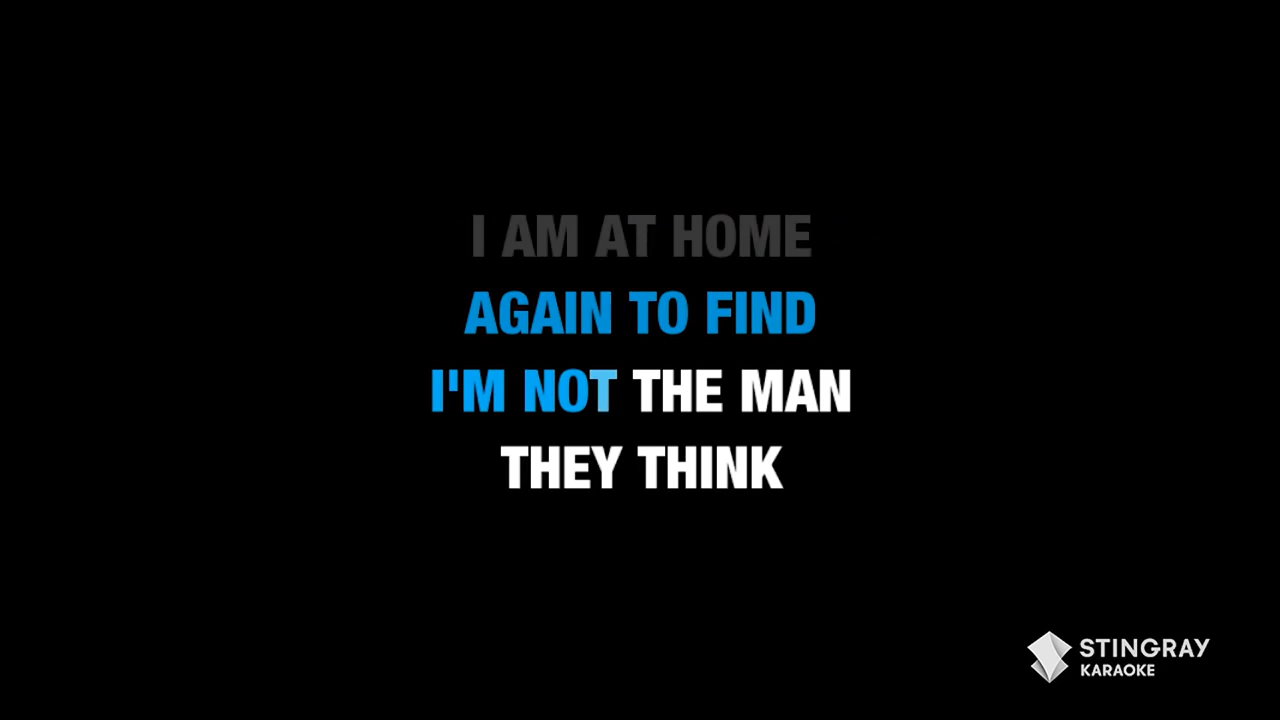 I AM AT HOME
AGAIN TO FIND
I'M NOT THE MAN
THEY THINK
STINGRAY
KARAOKE